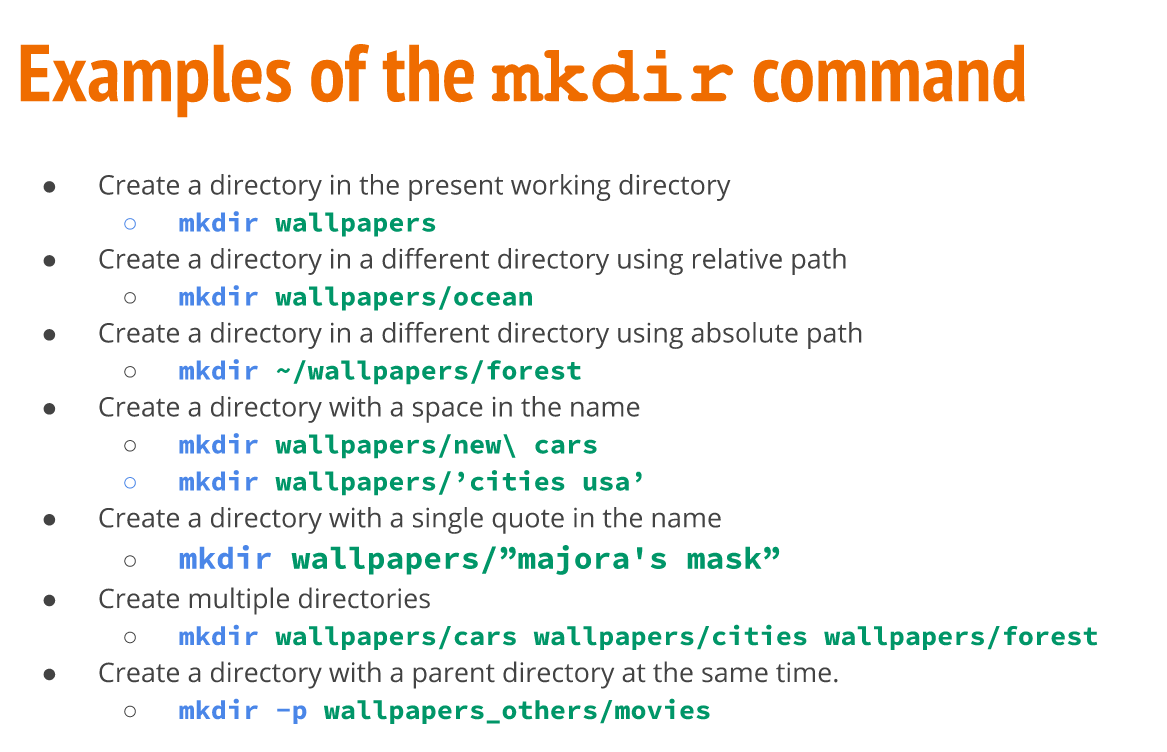 Examples of the mkdir command
● Create a directory in the present working directory
○ mkdir wallpapers
● Create a directory in a different directory using relative path
○ mkdir wallpapers/ocean
● Create a directory in a different directory using absolute path
○ mkdir ~/wallpapers/forest
● Create a directory with a space in the name
○ mkdir wallpapers/new\ cars
○ mkdir wallpapers/’cities usa’
● Create a directory with a single quote in the name
○ mkdir wallpapers/”majora's mask”
● Create multiple directories
○ mkdir wallpapers/cars wallpapers/cities wallpapers/forest
● Create a directory with a parent directory at the same time.
○ mkdir -p wallpapers_others/movies